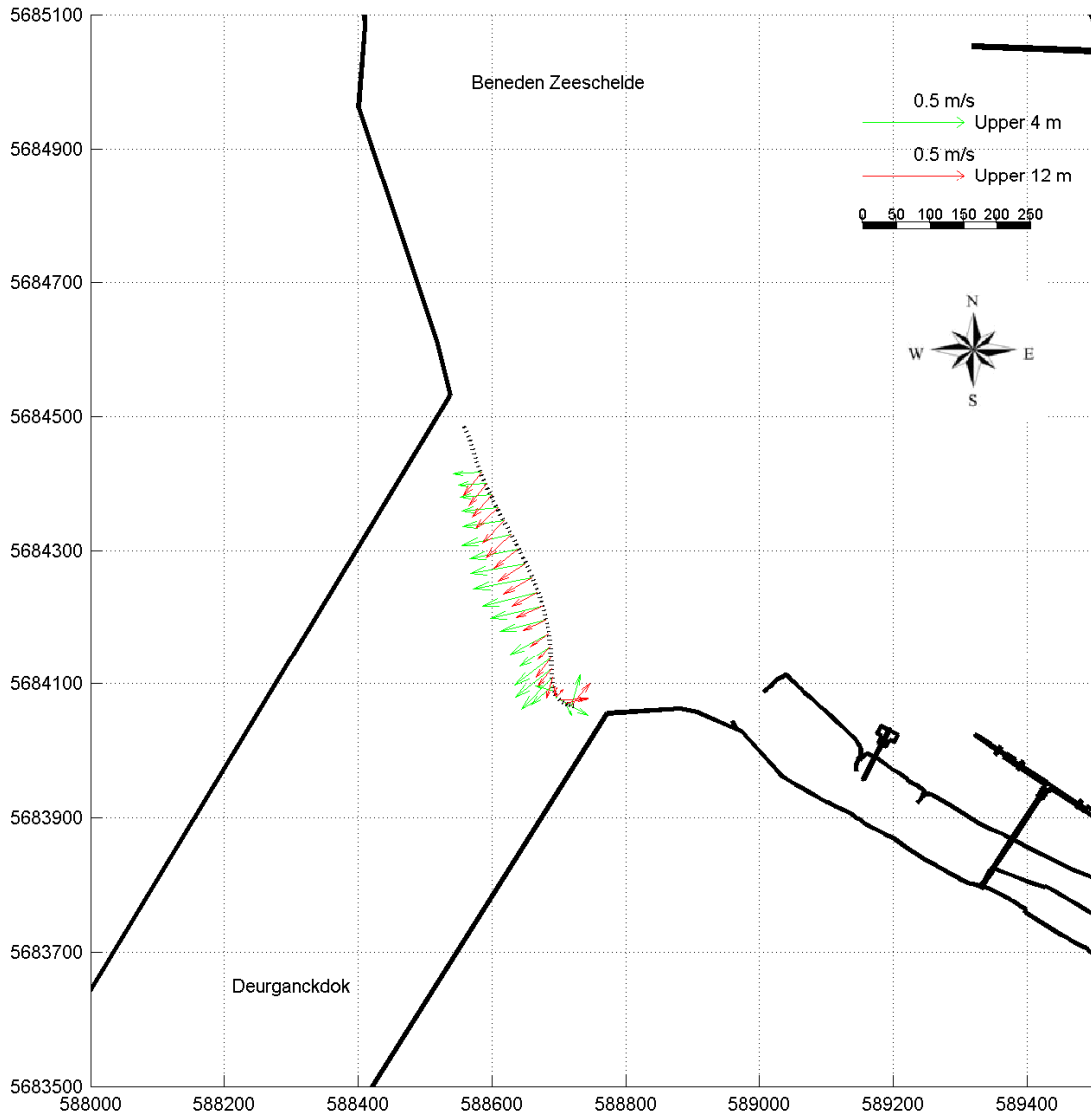 5685100
Beneden Zeeschelde
0.5 m/s
Upper 4 m
5684900
0.5 m/s
Upper 12 m
0 50 100 150 200 250
5684700
N
W E
S
5684500
5684300
5684100
5683900
5683700
Deurganckdok
5683500
588000 588200 588400 588600 588800 589000 589200 589400